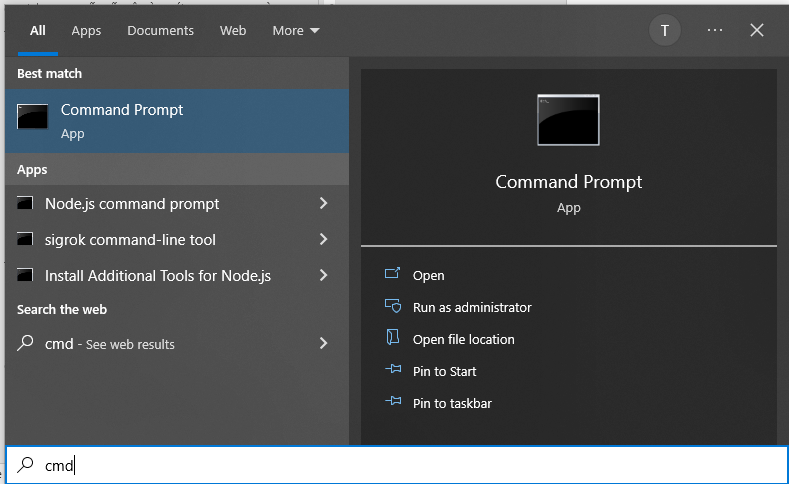 All Apps Documents Web More T ...
Best match
Command Prompt
App
Apps
Node.js command prompt
sigrok command-line tool
Install Additional Tools for Node.js
Search the web
cmd - See web results
Command Prompt
App
Open
Run as administrator
Open file location
Pin to Start
Pin to taskbar
cmd